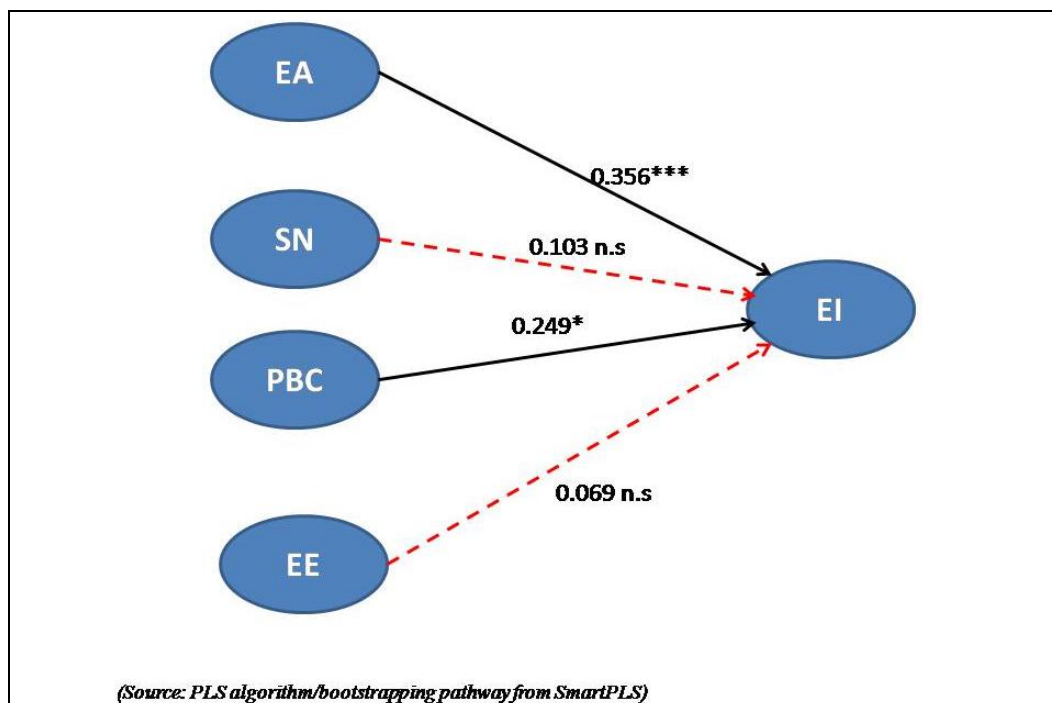 EA
0.356***
SN
0.103 n.s
EI
0.249*
PBC
0.069 n.s
EE
(Source: PLS algorithm/bootstrapping pathway from SmartPLS)